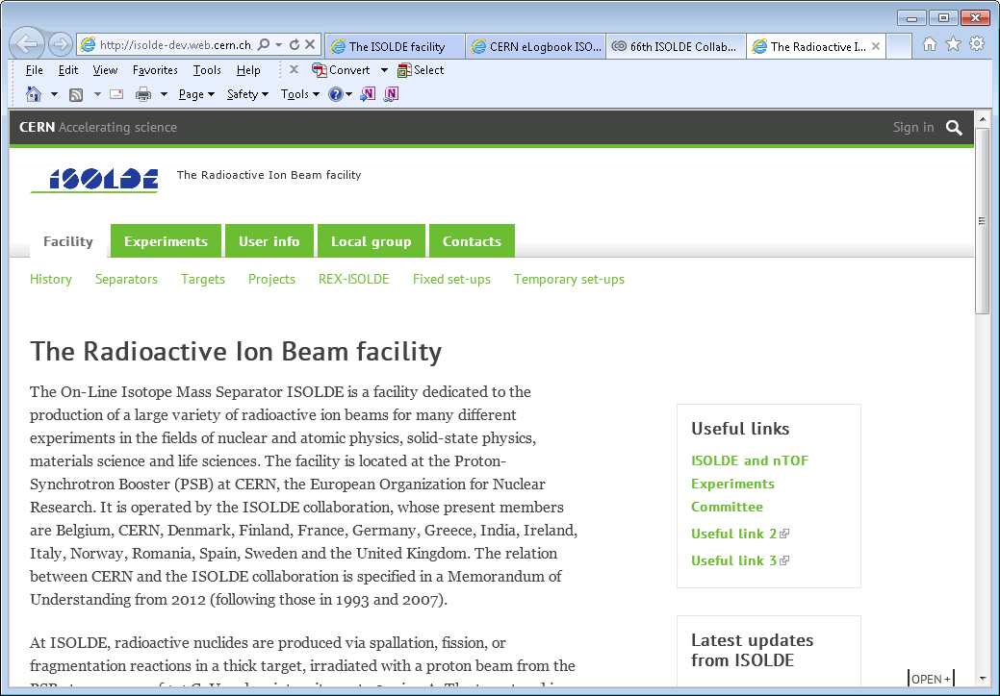 http://isolde-dev.web.cern.ch
The ISOLDE facility
CERN eLogbook ISO...
66th ISOLDE Collab...
The Radioactive I...
File Edit View Favorites Tools Help
Convert Select
Page Safety Tools
CERN Accelerating science
Sign in
ISOLDE
The Radioactive Ion Beam facility
Facility Experiments User info Local group Contacts
History Separators Targets Projects REX-ISOLDE Fixed set-ups Temporary set-ups
The Radioactive Ion Beam facility
The On-Line Isotope Mass Separator ISOLDE is a facility dedicated to the
production of a large variety of radioactive ion beams for many different
experiments in the fields of nuclear and atomic physics, solid-state physics,
materials science and life sciences. The facility is located at the Proton-
Synchrotron Booster (PSB) at CERN, the European Organization for Nuclear
Research. It is operated by the ISOLDE collaboration, whose present members
are Belgium, CERN, Denmark, Finland, France, Germany, Greece, India, Ireland,
Italy, Norway, Romania, Spain, Sweden and the United Kingdom. The relation
between CERN and the ISOLDE collaboration is specified in a Memorandum of
Understanding from 2012 (following those in 1993 and 2007).
At ISOLDE, radioactive nuclides are produced via spallation, fission, or
fragmentation reactions in a thick target, irradiated with a proton beam from the
Useful links
ISOLDE and nTOF
Experiments
Committee
Useful link 2
Useful link 3
Latest updates
from ISOLDE
OPEN +